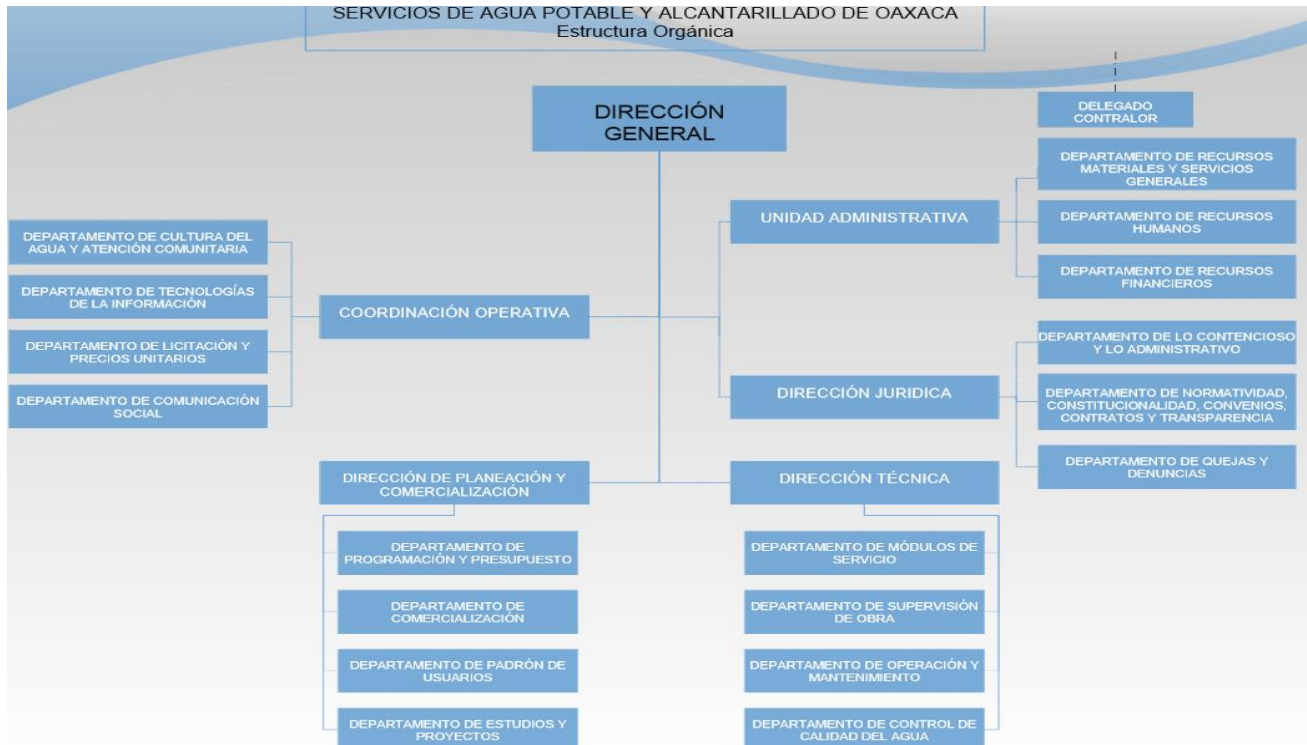 SERVICIOS DE AGUA POTABLE Y ALCANTARILLADO DE OAXACA
Estructura Orgánica
DIRECCIÓN
GENERAL
DELEGADO
CONTRALOR
UNIDAD ADMINISTRATIVA
DEPARTAMENTO DE RECURSOS
MATERIALES Y SERVICIOS
GENERALES
DEPARTAMENTO DE RECURSOS
HUMANOS
DEPARTAMENTO DE RECURSOS
FINANCIEROS
COORDINACIÓN OPERATIVA
DEPARTAMENTO DE CULTURA DEL
AGUA Y ATENCIÓN COMUNITARIA
DEPARTAMENTO DE TECNOLOGÍAS
DE LA INFORMACIÓN
DEPARTAMENTO DE LICITACIÓN Y
PRECIOS UNITARIOS
DEPARTAMENTO DE COMUNICACIÓN
SOCIAL
DIRECCIÓN JURIDICA
DEPARTAMENTO DE LO CONTENCIOSO
Y LO ADMINISTRATIVO
DEPARTAMENTO DE NORMATIVIDAD,
CONSTITUCIONALIDAD, CONVENIOS,
CONTRATOS Y TRANSPARENCIA
DEPARTAMENTO DE QUEJAS Y
DENUNCIAS
DIRECCIÓN DE PLANEACIÓN Y
COMERCIALIZACIÓN
DEPARTAMENTO DE
PROGRAMACIÓN Y PRESUPUESTO
DEPARTAMENTO DE
COMERCIALIZACIÓN
DEPARTAMENTO DE PADRÓN DE
USUARIOS
DEPARTAMENTO DE ESTUDIOS Y
PROYECTOS
DIRECCIÓN TÉCNICA
DEPARTAMENTO DE MÓDULOS DE
SERVICIO
DEPARTAMENTO DE SUPERVISIÓN
DE OBRA
DEPARTAMENTO DE OPERACIÓN Y
MANTENIMIENTO
DEPARTAMENTO DE CONTROL DE
CALIDAD DEL AGUA